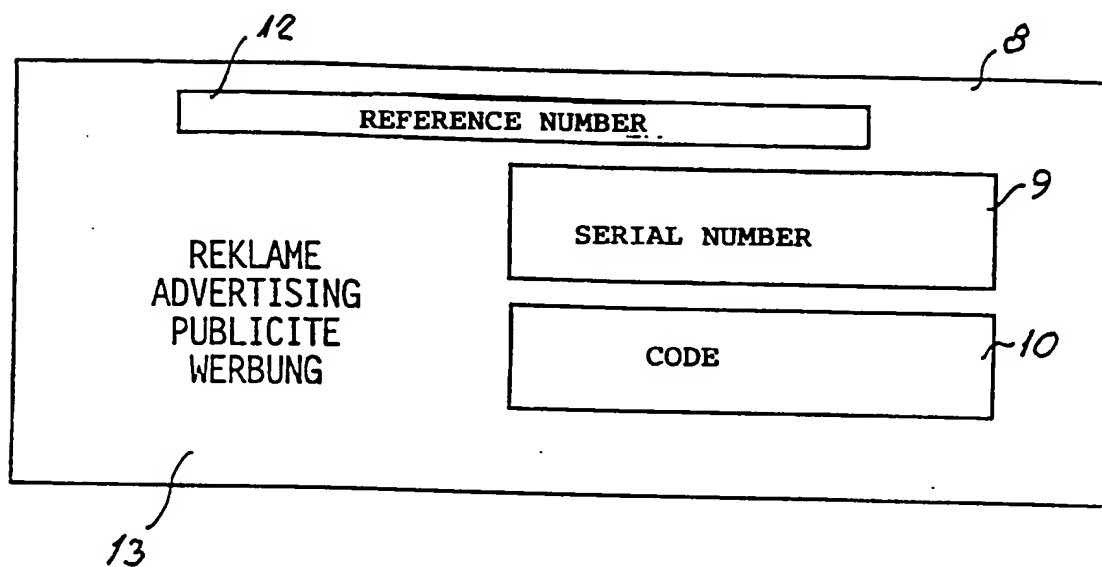 12
8
REFERENCE NUMBER
9
SERIAL NUMBER
REKLAME
ADVERTISING
PUBLICITE
WERBUNG
CODE
10
13